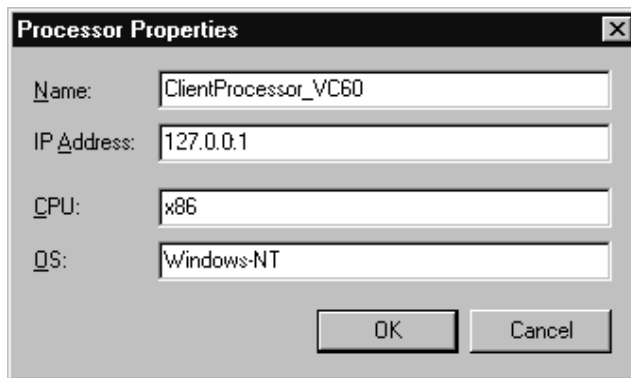 Processor Properties
Name: ClientProcessor_VC60
IP Address: 127.0.0.1
CPU: x86
OS: Windows-NT
OK Cancel